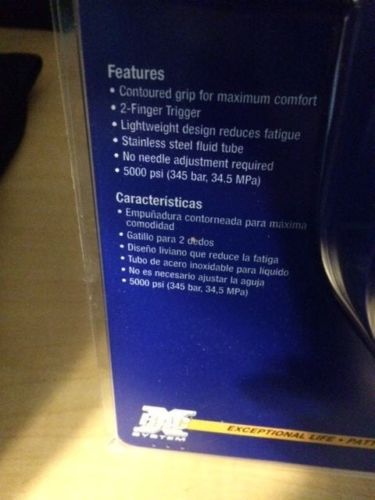 Features
• Contoured grip for maximum comfort
• 2-Finger Trigger
• Lightweight design reduces fatigue
• Stainless steel fluid tube
• No needle adjustment required
• 5000 psi (345 bar, 34.5 MPa)
Características
• Empuñadura contorneada para máxima
comodidad
• Gatillo para 2 dedos
• Diseño liviano que reduce la fatiga
• Tubo de acero inoxidable para líquido
• No es necesario ajustar la aguja
• 5000 psi (345 bar, 34,5 MPa)
SYSTEM
EXCEPTIONAL LIFE •